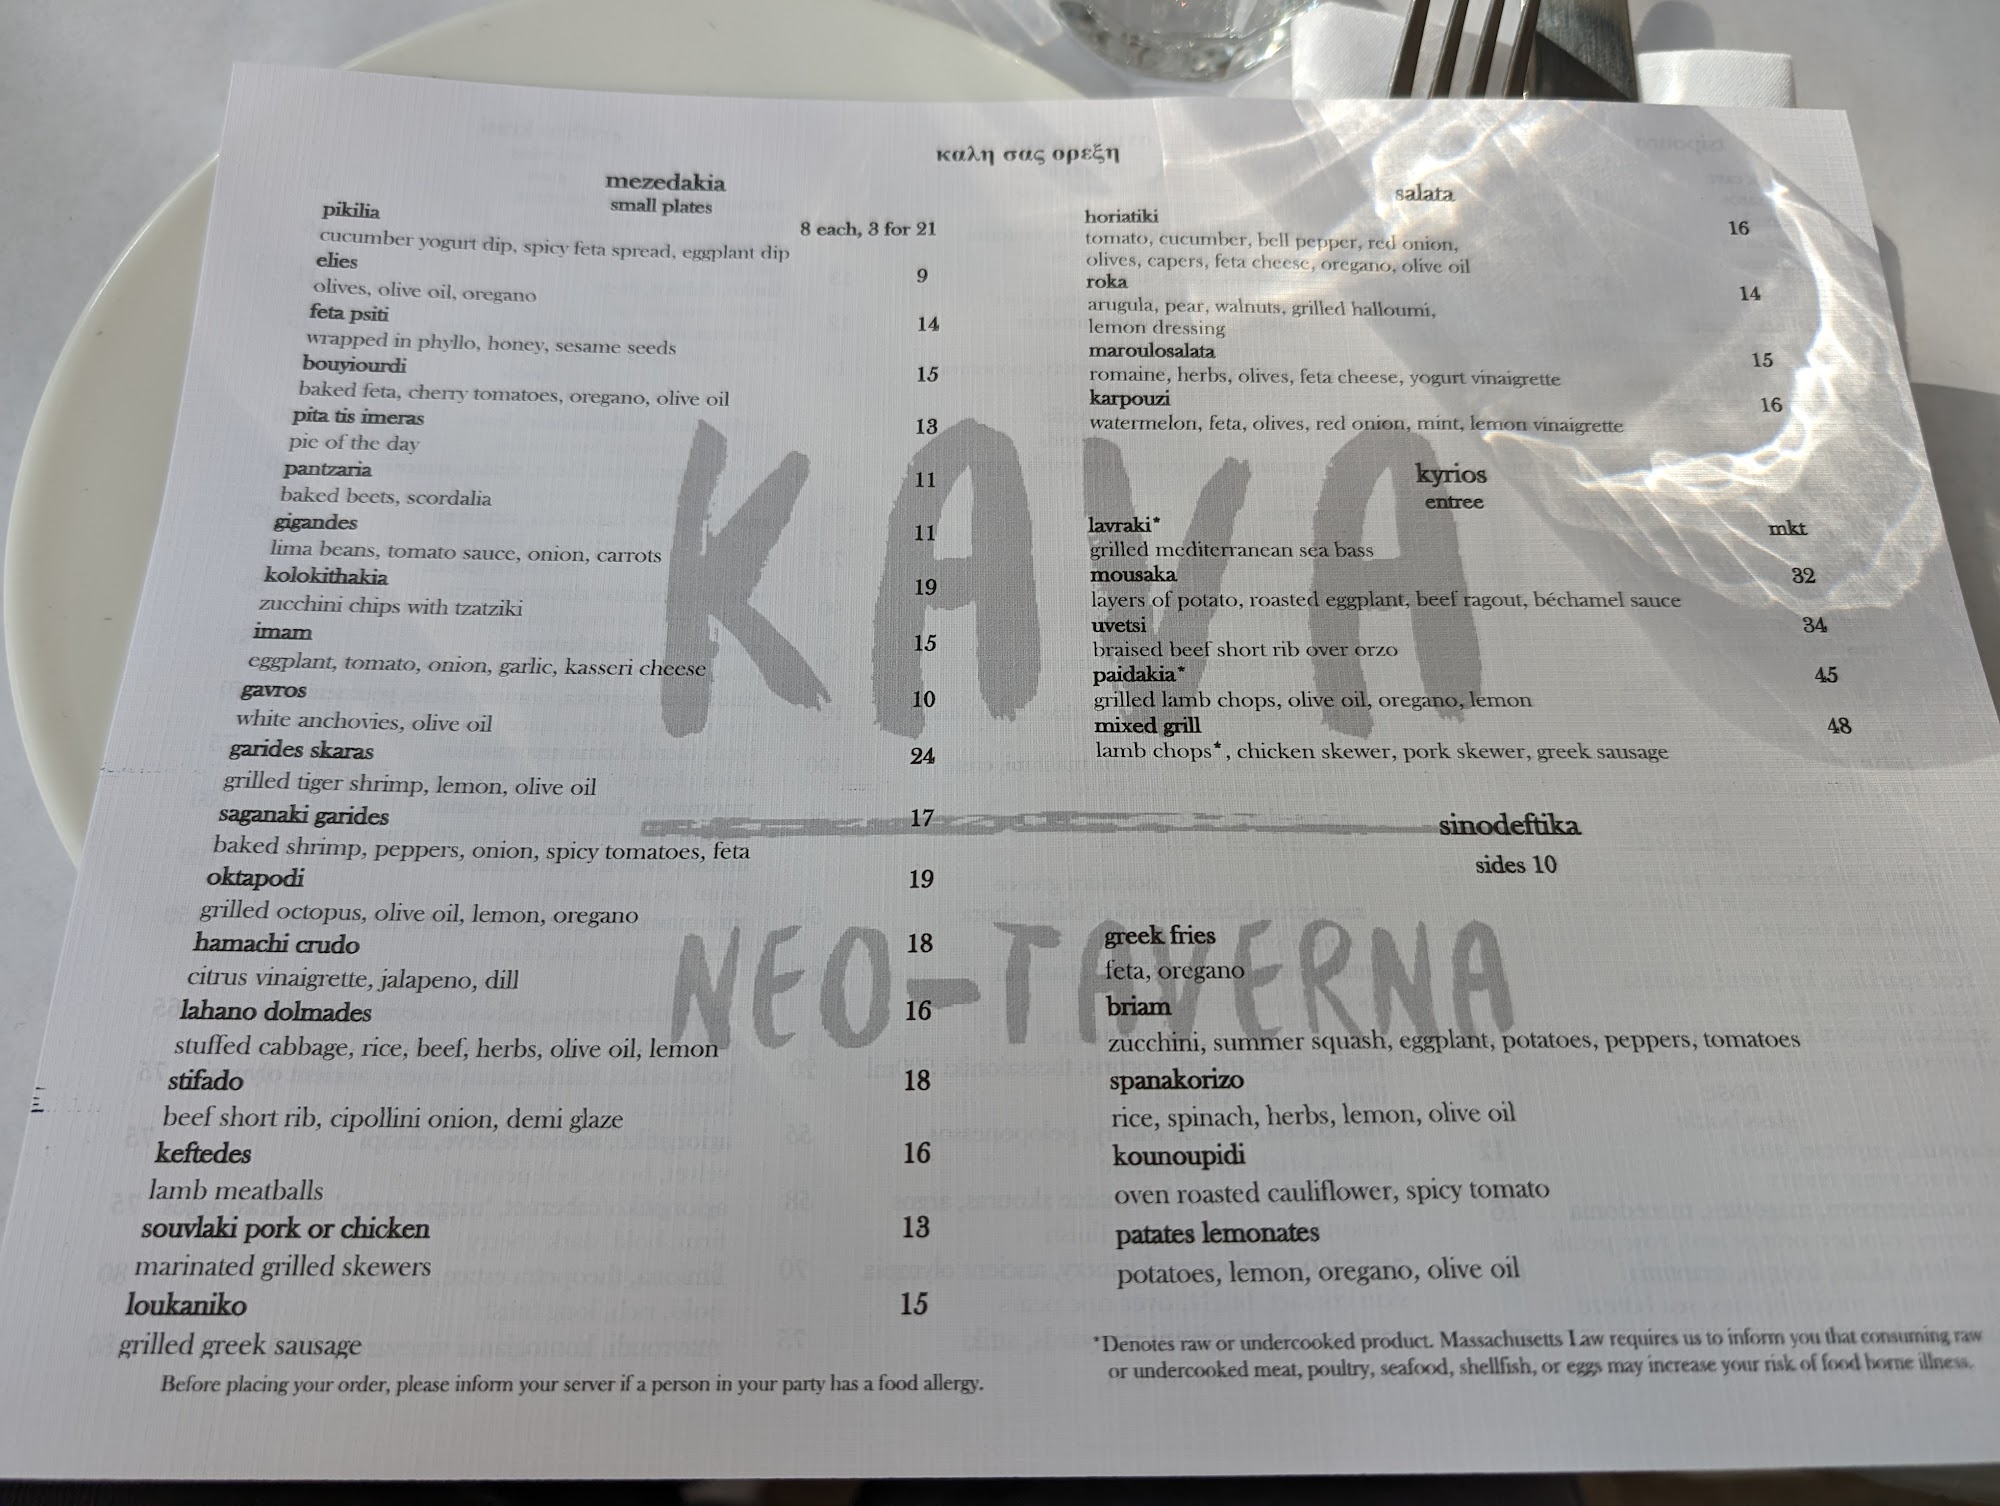 καλη σας ορεξη
mezedakia
small plates
pikilia
8 each, 3 for 21
cucumber yogurt dip, spicy feta spread, eggplant dip
elies 9
olives, olive oil, oregano
feta psiti 14
wrapped in phyllo, honey, sesame seeds
bouyiourdi 15
baked feta, cherry tomatoes, oregano, olive oil
pita tis imeras 13
pie of the day
pantzaria 11
baked beets, scordalia
gigandes 11
lima beans, tomato sauce, onion, carrots
kolokithakia 19
zucchini chips with tzatziki
imam 15
eggplant, tomato, onion, garlic, kasseri cheese
gavros 10
white anchovies, olive oil
garides skaras 24
grilled tiger shrimp, lemon, olive oil
saganaki garides 17
baked shrimp, peppers, onion, spicy tomatoes, feta
oktapodi 19
grilled octopus, olive oil, lemon, oregano
hamachi crudo 18
citrus vinaigrette, jalapeno, dill
lahano dolmades 16
stuffed cabbage, rice, beef, herbs, olive oil, lemon
stifado 18
beef short rib, cipollini onion, demi glaze
keftedes 16
lamb meatballs
souvlaki pork or chicken 13
marinated grilled skewers
loukaniko 15
grilled greek sausage
Before placing your order, please inform your server if a person in your party has a food allergy.
salata
horiatiki 16
tomato, cucumber, bell pepper, red onion,
olives, capers, feta cheese, oregano, olive oil
roka 14
arugula, pear, walnuts, grilled halloumi,
lemon dressing
maroulosalata 15
romaine, herbs, olives, feta cheese, yogurt vinaigrette
karpouzi 16
watermelon, feta, olives, red onion, mint, lemon vinaigrette
kyrios
entree
lavraki* mkt
grilled mediterranean sea bass
mousaka 32
layers of potato, roasted eggplant, beef ragout, béchamel sauce
uvetsi 34
braised beef short rib over orzo
paidakia* 45
grilled lamb chops, olive oil, oregano, lemon
mixed grill 48
lamb chops*, chicken skewer, pork skewer, greek sausage
sinodeftika
sides 10
greek fries
feta, oregano
briam
zucchini, summer squash, eggplant, potatoes, peppers, tomatoes
spanakorizo
rice, spinach, herbs, lemon, olive oil
kounoupidi
oven roasted cauliflower, spicy tomato
patates lemonates
potatoes, lemon, oregano, olive oil
*Denotes raw or undercooked product. Massachusetts Law requires us to inform you that consuming raw
or undercooked meat, poultry, seafood, shellfish, or eggs may increase your risk of food borne illness.
KAVA
NEO-TAVERNA